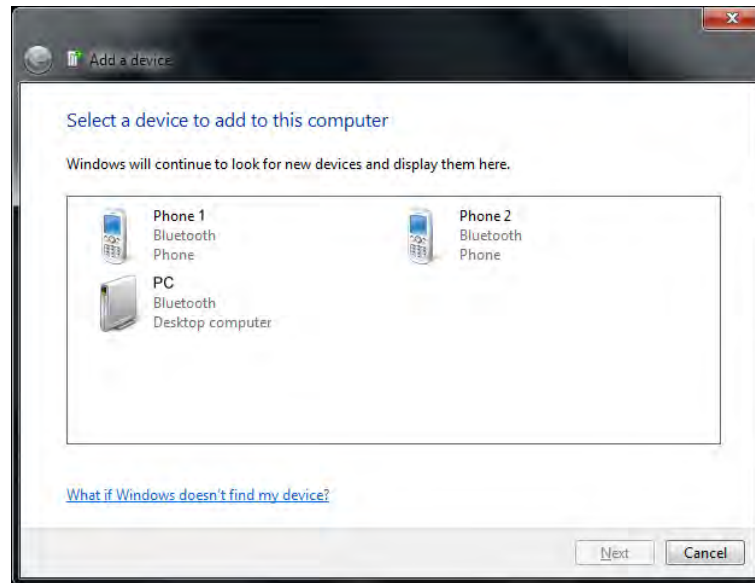 Add a device
Select a device to add to this computer
Windows will continue to look for new devices and display them here.
Phone 1
Bluetooth
Phone
Phone 2
Bluetooth
Phone
PC
Bluetooth
Desktop computer
What if Windows doesn't find my device?
Next
Cancel